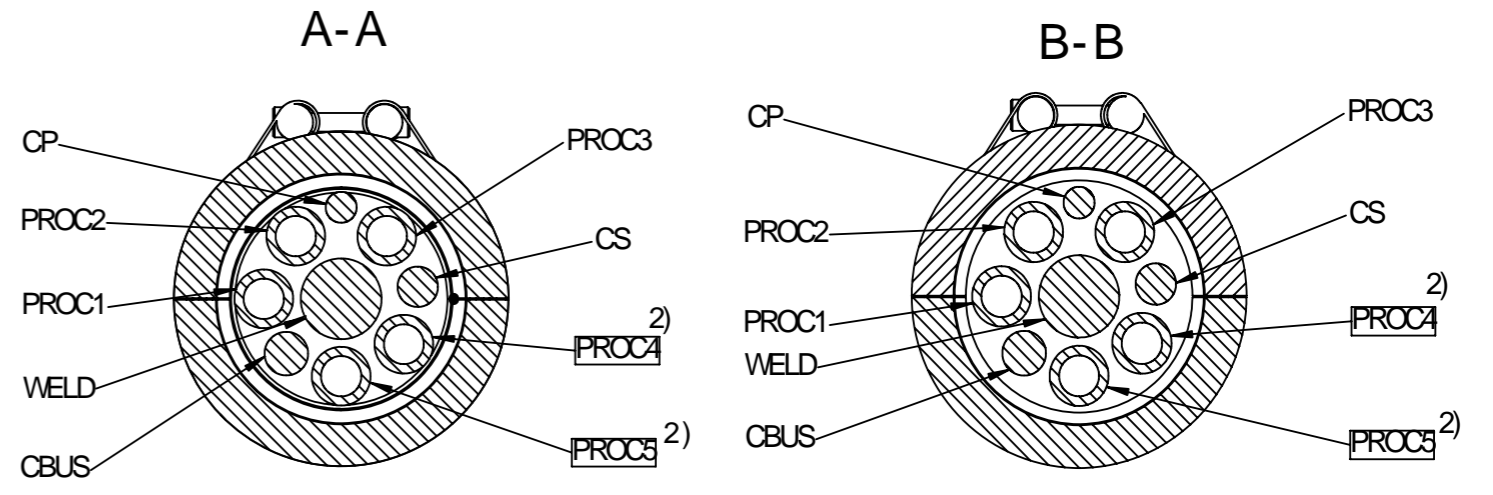 A-A
CP
PROC3
PROC2
CS
PROC1
2)
PROC4
WELD
2)
PROC5
CBUS
B-B
CP
PROC3
CS
PROC2
2)
PROC1
PROC4
WELD
2)
CBUS
PROC5